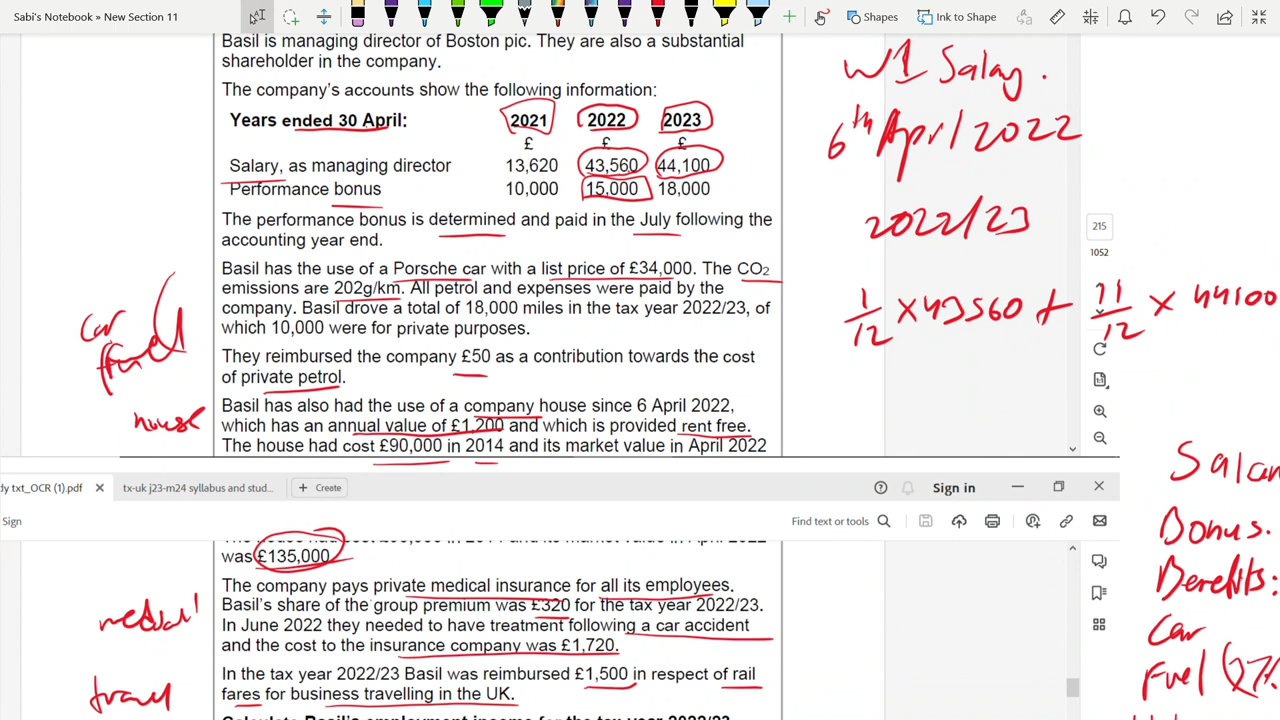 Sabi's Notebook » New Section 11
Shapes
Ink to Shape
Basil is managing director of Boston pic. They are also a substantial
shareholder in the company.
The company's accounts show the following information:
Years ended 30 April: 2021 2022 2023
£ £ £
Salary, as managing director 13,620 43,560 44,100
Performance bonus 10,000 15,000 18,000
The performance bonus is determined and paid in the July following the
accounting year end.
Basil has the use of a Porsche car with a list price of £34,000. The CO2
emissions are 202g/km. All petrol and expenses were paid by the
company. Basil drove a total of 18,000 miles in the tax year 2022/23, of
which 10,000 were for private purposes.
They reimbursed the company £50 as a contribution towards the cost
of private petrol.
Basil has also had the use of a company house since 6 April 2022,
which has an annual value of £1,200 and which is provided rent free.
The house had cost £90,000 in 2014 and its market value in April 2022
car
fuel
house
W1 Salary.
6th April 2022
2022/23
1/12 × 43560 + 11/12 × 44100
215
1052
dy txt_OCR (1).pdf
tx-uk j23-m24 syllabus and stud...
Create
Sign in
Sign
Find text or tools
was £135,000
The company pays private medical insurance for all its employees.
Basil's share of the group premium was £320 for the tax year 2022/23.
In June 2022 they needed to have treatment following a car accident
and the cost to the insurance company was £1,720.
In the tax year 2022/23 Basil was reimbursed £1,500 in respect of rail
fares for business travelling in the UK.
medical
travel
Salar
Bonus.
Benefits:
Car
Fuel (27%